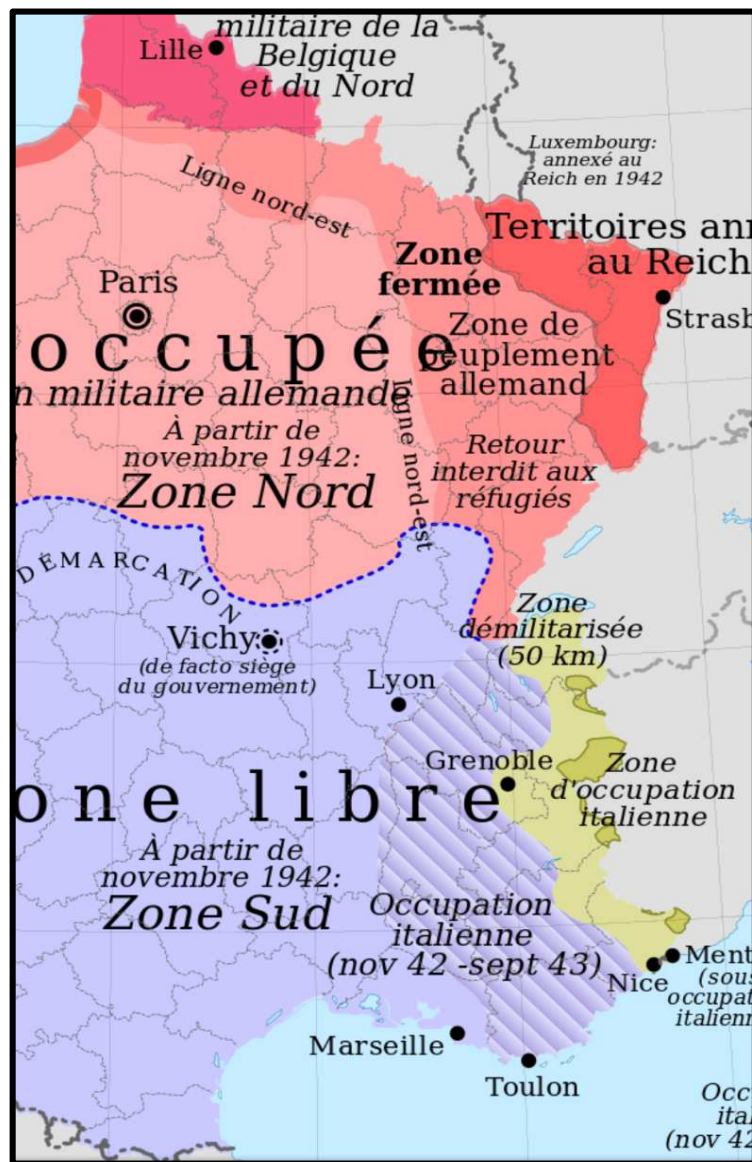 militaire de la
Belgique
et du Nord
Lille
Luxembourg:
annexé au
Reich en 1942
Ligne nord-est
Territoires ann
au Reich
Zone
fermée
Paris
Strasb
occupée
Zone de
peuplement
allemand
n militaire allemande
À partir de
novembre 1942:
Zone Nord
Ligne nord-est
Retour
interdit aux
réfugiés
DÉMARCATION
Zone
démilitarisée
(50 km)
Vichy
(de facto siège
du gouvernement)
Lyon
Grenoble
Zone
d'occupation
italienne
one libre
À partir de
novembre 1942:
Zone Sud
Occupation
italienne
(nov 42 -sept 43)
Ment
(sous
occupat
italienn
Nice
Marseille
Toulon
Occ
ital
(nov 42